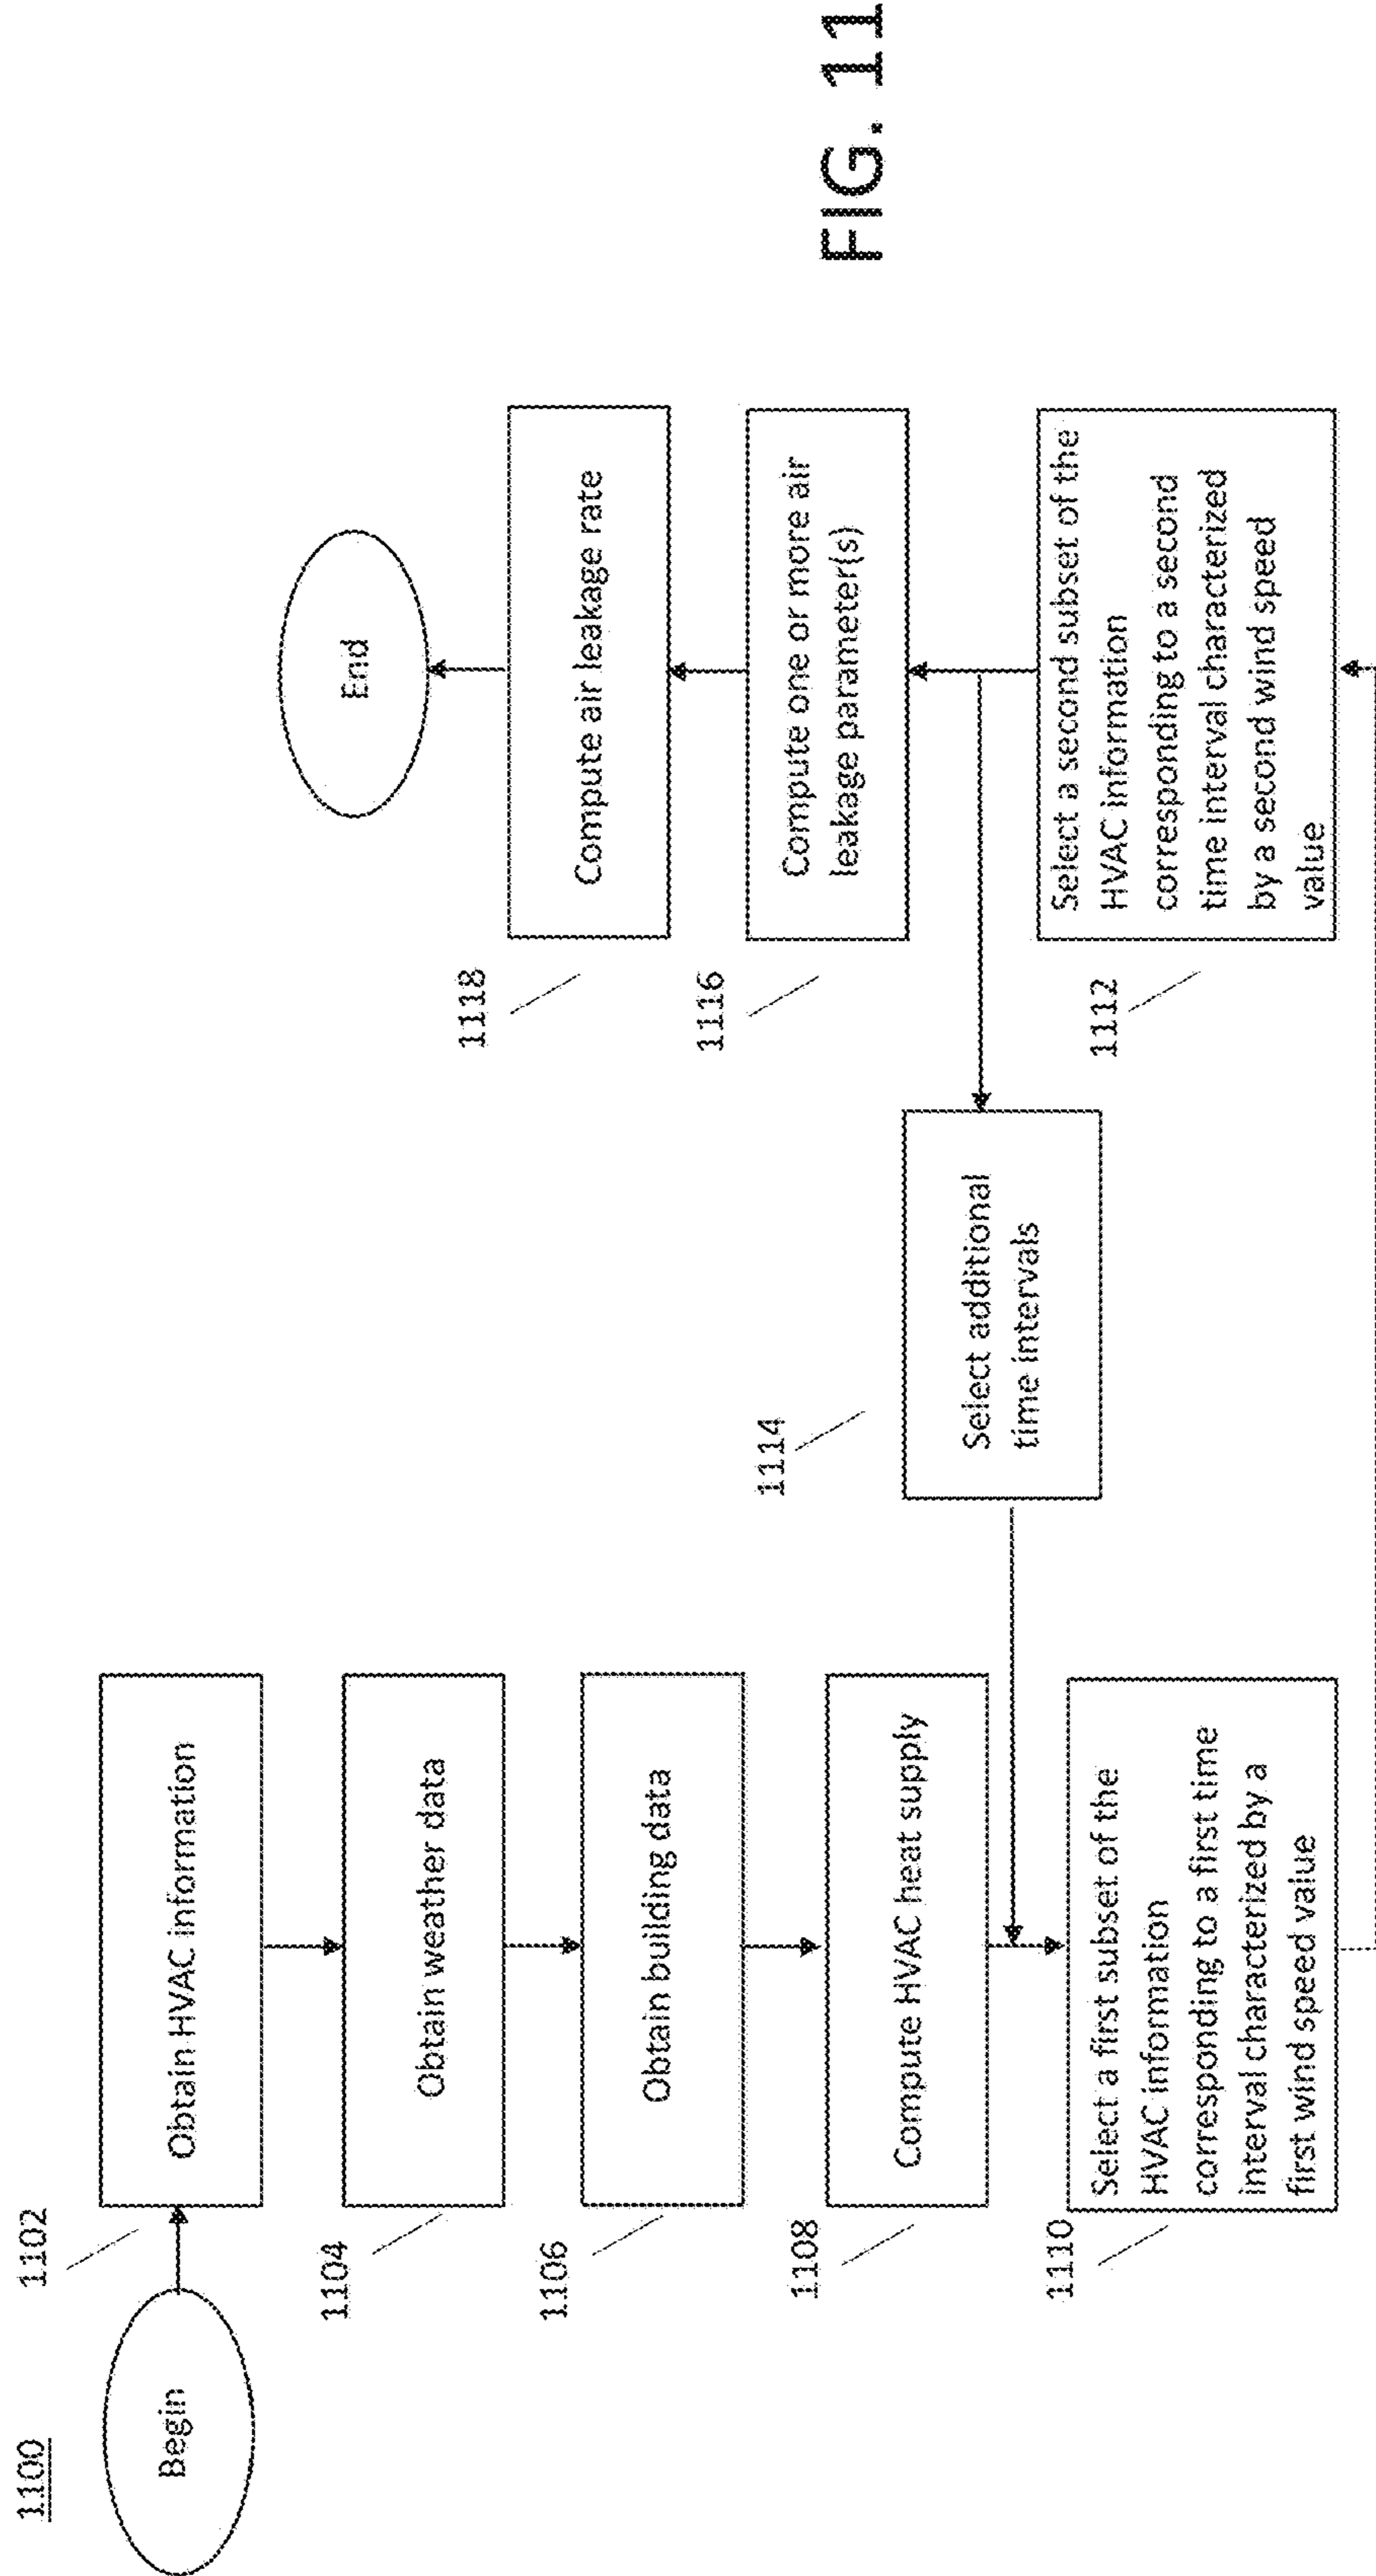 1100
Begin
1102
Obtain HVAC information
1104
Obtain weather data
1106
Obtain building data
1108
Compute HVAC heat supply
1110
Select a first subset of the
HVAC information
corresponding to a first time
interval characterized by a
first wind speed value
1112
Select a second subset of the
HVAC information
corresponding to a second
time interval characterized
by a second wind speed
value
1114
Select additional
time intervals
1116
Compute one or more air
leakage parameter(s)
1118
Compute air leakage rate
End
FIG. 11